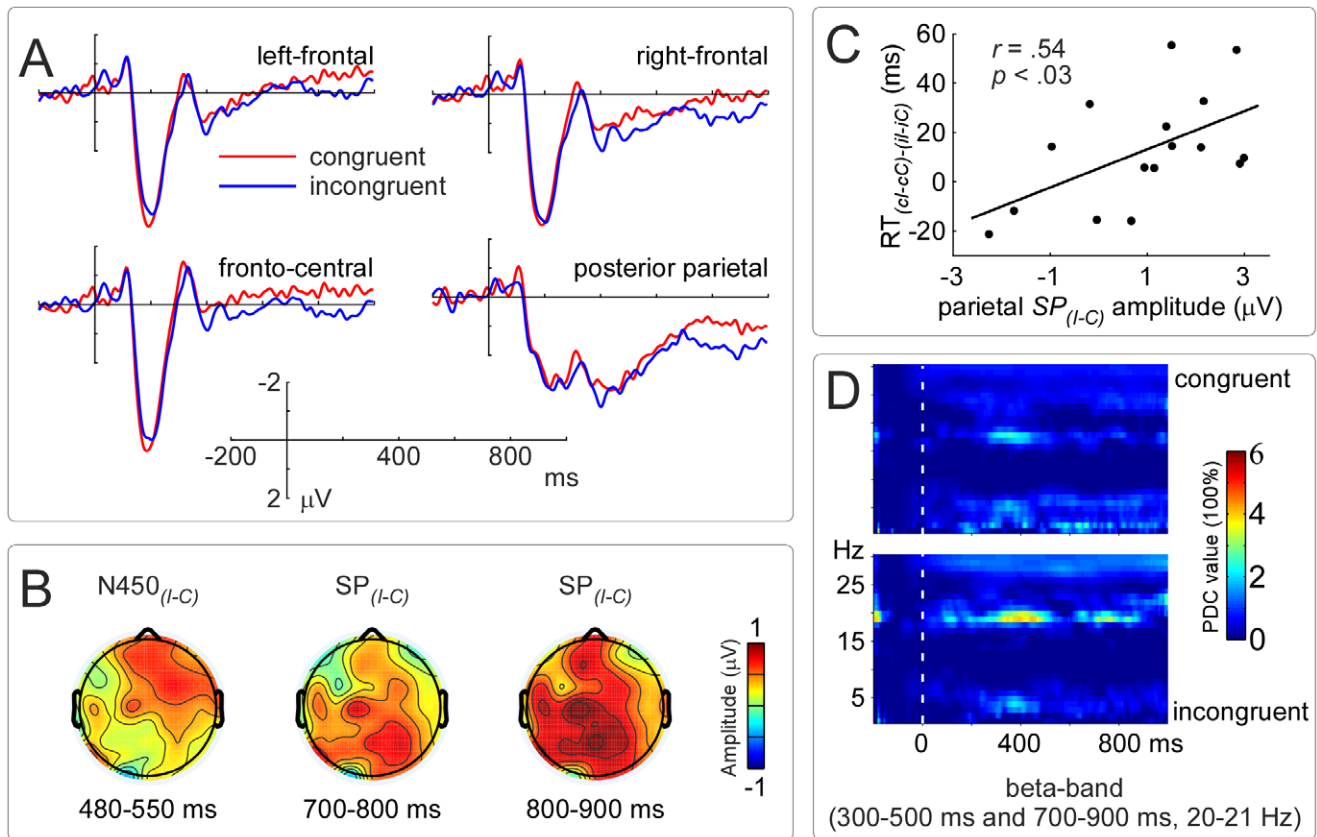 A
left-frontal
right-frontal
congruent
incongruent
fronto-central
posterior parietal
-2
-200 400 800
ms
2 μV
B
N450(I-C) SP(I-C) SP(I-C)
1
Amplitude (μV)
-1
480-550 ms 700-800 ms 800-900 ms
C
r = .54
p < .03
60
40
20
0
-20
RT(cI-cC)-(iI-iC) (ms)
-3 -1 1 3
parietal SP(I-C) amplitude (μV)
D
congruent
6
4
2
0
PDC value (100%)
Hz
25
15
5
incongruent
0 400 800 ms
beta-band
(300-500 ms and 700-900 ms, 20-21 Hz)